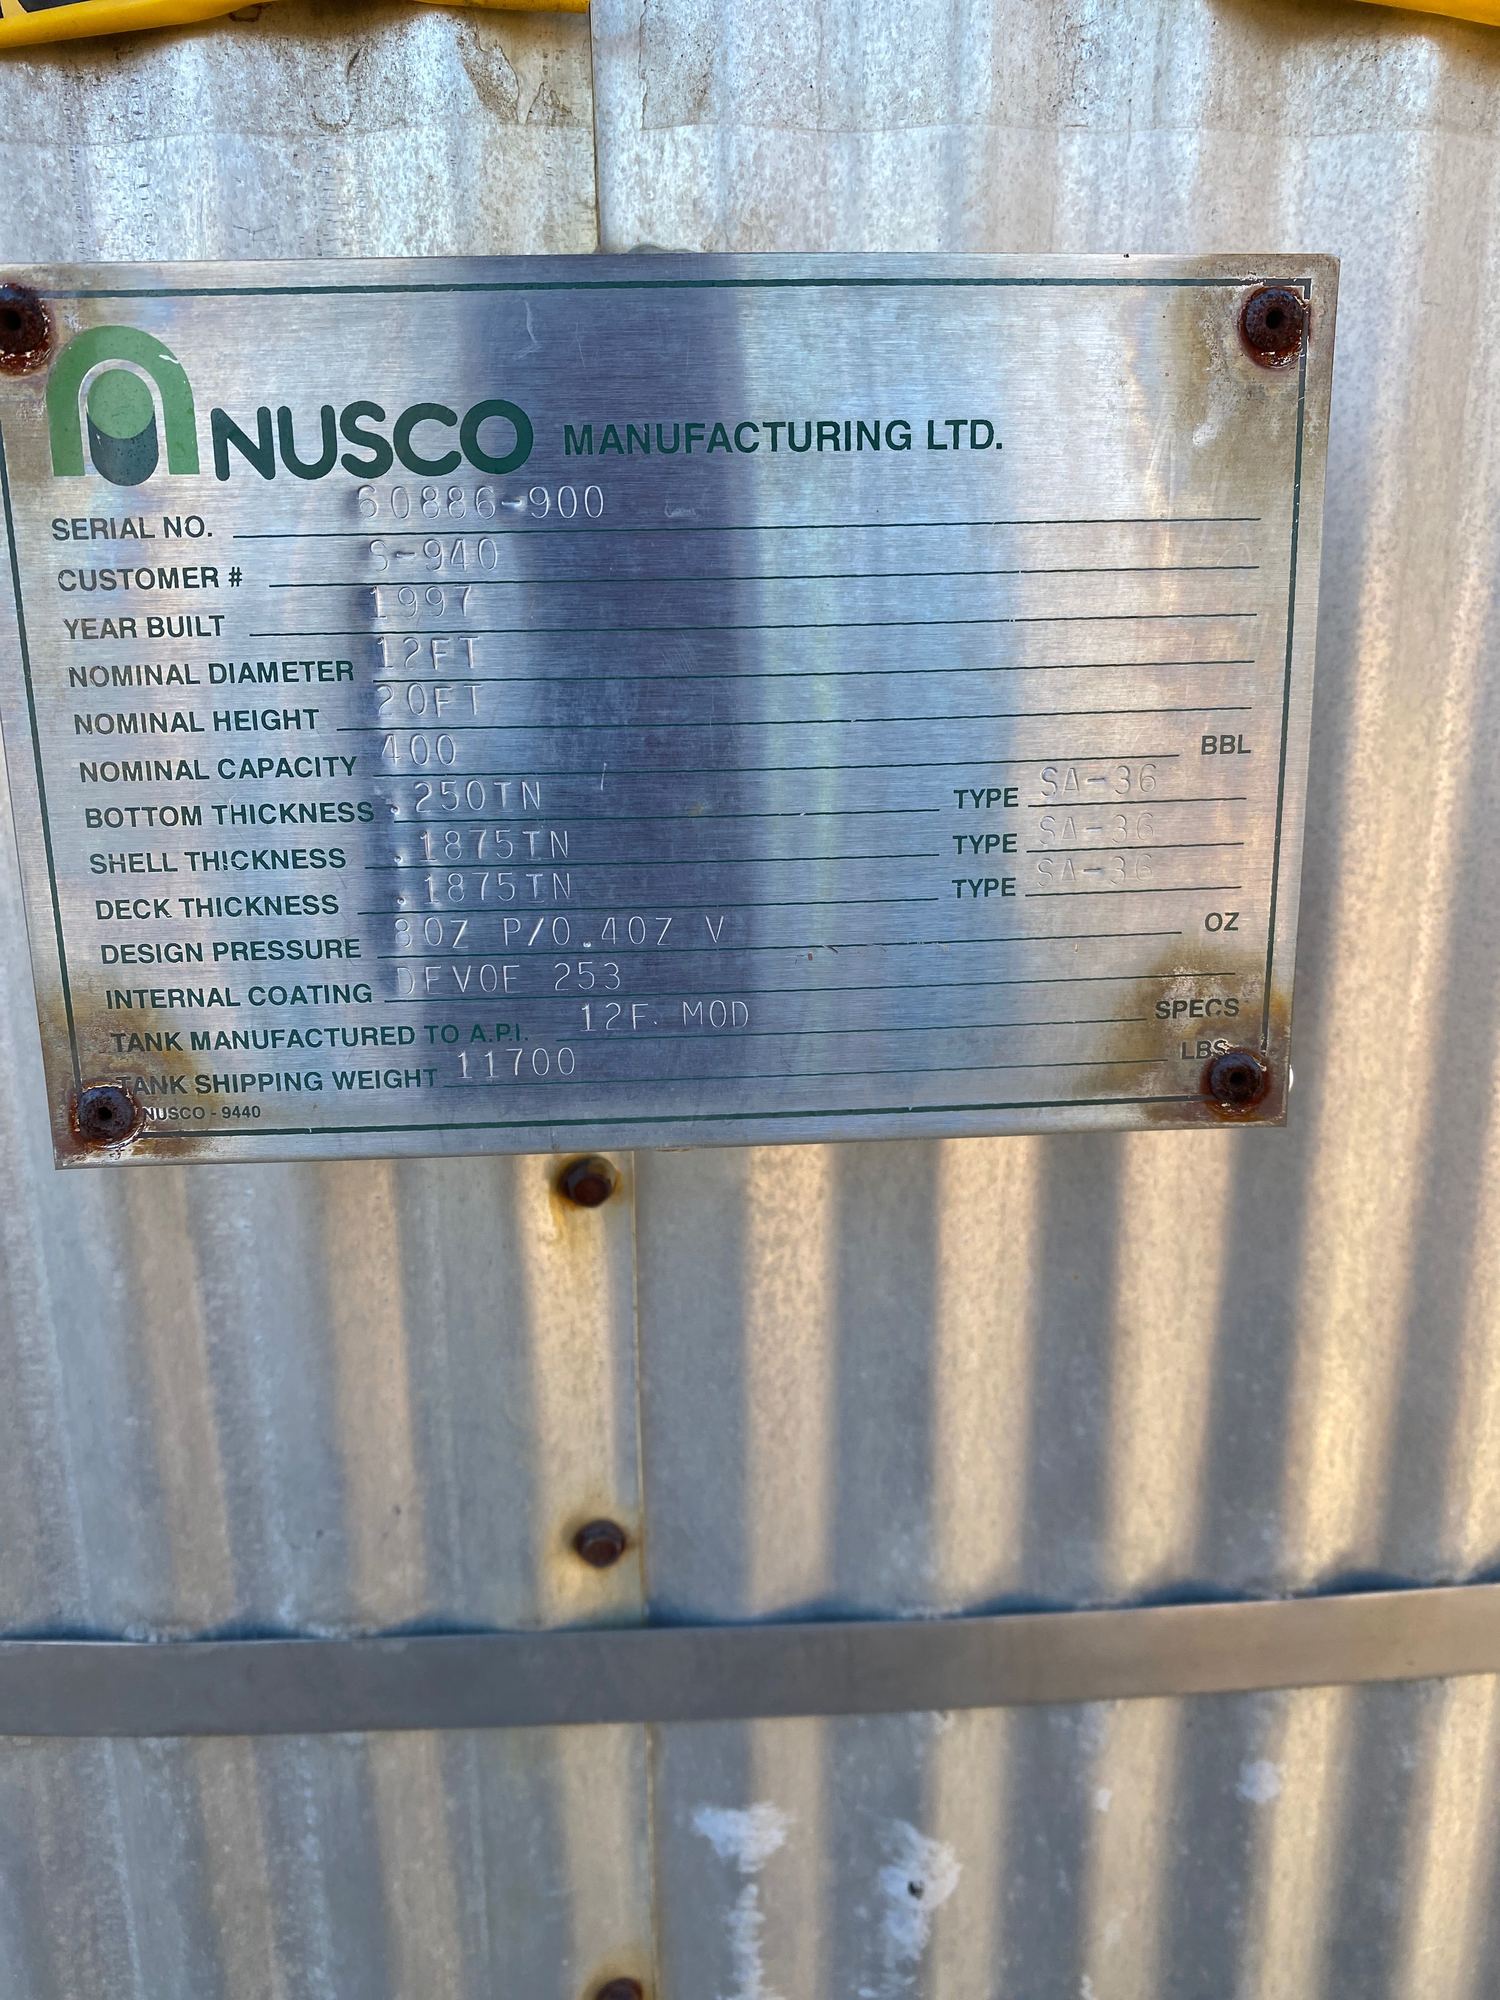 NUSCO MANUFACTURING LTD.
SERIAL NO. 60886-900
CUSTOMER # S-940
YEAR BUILT 1997
NOMINAL DIAMETER 12FT
NOMINAL HEIGHT 20FT
NOMINAL CAPACITY 400 BBL
BOTTOM THICKNESS .250IN TYPE SA-36
SHELL THICKNESS .1875IN TYPE SA-36
DECK THICKNESS .1875IN TYPE SA-36
DESIGN PRESSURE 8OZ P/0.4OZ V OZ
INTERNAL COATING DEVOE 253
TANK MANUFACTURED TO A.P.I. 12F MOD SPECS
TANK SHIPPING WEIGHT 11700 LBS
NUSCO - 9440